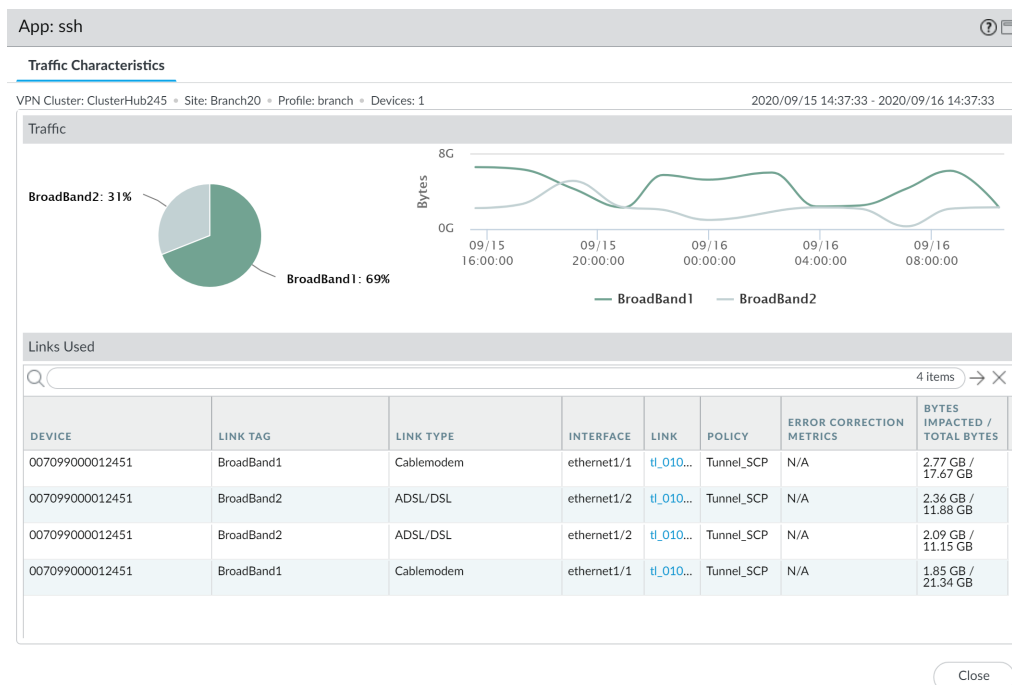 App: ssh
Traffic Characteristics
VPN Cluster: ClusterHub245 • Site: Branch20 • Profile: branch • Devices: 1 2020/09/15 14:37:33 - 2020/09/16 14:37:33
Traffic
BroadBand2: 31%
BroadBand1: 69%
8G
Bytes
0G
09/15 09/15 09/16 09/16 09/16
16:00:00 20:00:00 00:00:00 04:00:00 08:00:00
BroadBand1 BroadBand2
Links Used
4 items
DEVICE LINK TAG LINK TYPE INTERFACE LINK POLICY ERROR CORRECTION METRICS BYTES IMPACTED / TOTAL BYTES
007099000012451 BroadBand1 Cablemodem ethernet1/1 tl_010... Tunnel_SCP N/A 2.77 GB / 17.67 GB
007099000012451 BroadBand2 ADSL/DSL ethernet1/2 tl_010... Tunnel_SCP N/A 2.36 GB / 11.88 GB
007099000012451 BroadBand2 ADSL/DSL ethernet1/2 tl_010... Tunnel_SCP N/A 2.09 GB / 11.15 GB
007099000012451 BroadBand1 Cablemodem ethernet1/1 tl_010... Tunnel_SCP N/A 1.85 GB / 21.34 GB
Close